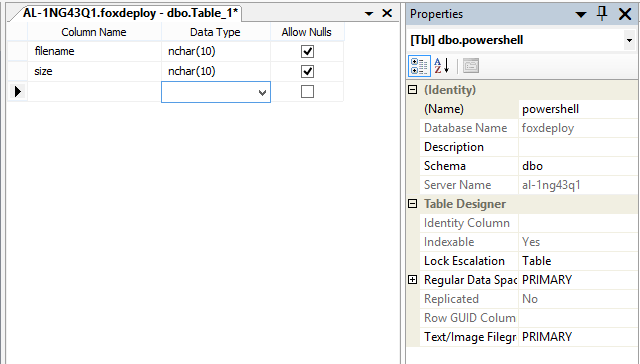 AL-1NG43Q1.foxdeploy - dbo.Table_1*
Column Name Data Type Allow Nulls
filename nchar(10)
size nchar(10)
Properties
[Tbl] dbo.powershell
(Identity)
(Name) powershell
Database Name foxdeploy
Description
Schema dbo
Server Name al-1ng43q1
Table Designer
Identity Column
Indexable Yes
Lock Escalation Table
Regular Data Spac PRIMARY
Replicated No
Row GUID Colum
Text/Image Filegr PRIMARY